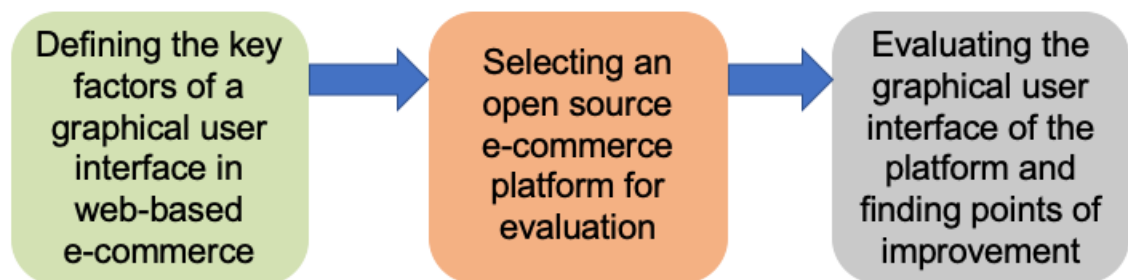 Defining the key
factors of a
graphical user
interface in
web-based
e-commerce
Selecting an
open source
e-commerce
platform for
evaluation
Evaluating the
graphical user
interface of the
platform and
finding points of
improvement